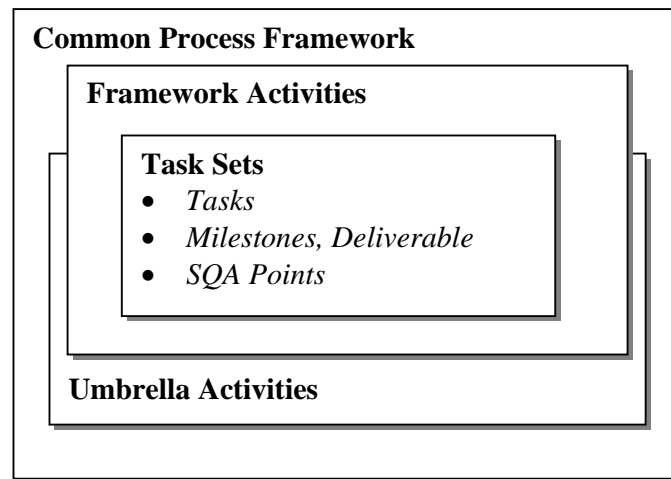 Common Process Framework
Framework Activities
Task Sets
• Tasks
• Milestones, Deliverable
• SQA Points
Umbrella Activities